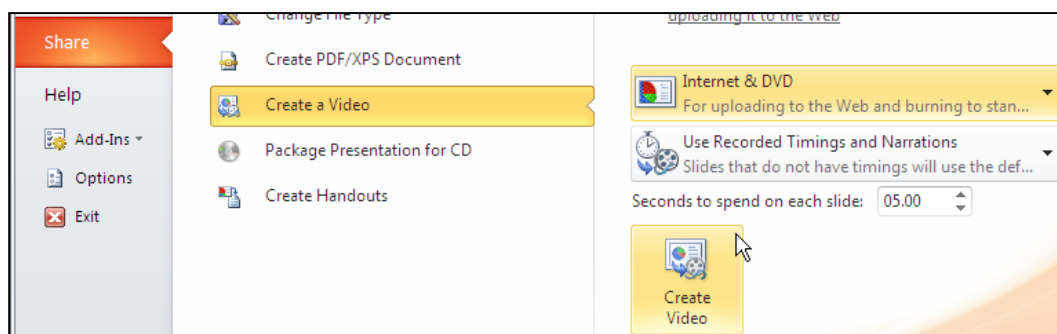 Share
Help
Add-Ins
Options
Exit
Change File Type
Create PDF/XPS Document
Create a Video
Package Presentation for CD
Create Handouts
uploading it to the Web
Internet & DVD
For uploading to the Web and burning to stan...
Use Recorded Timings and Narrations
Slides that do not have timings will use the def...
Seconds to spend on each slide: 05.00
Create
Video